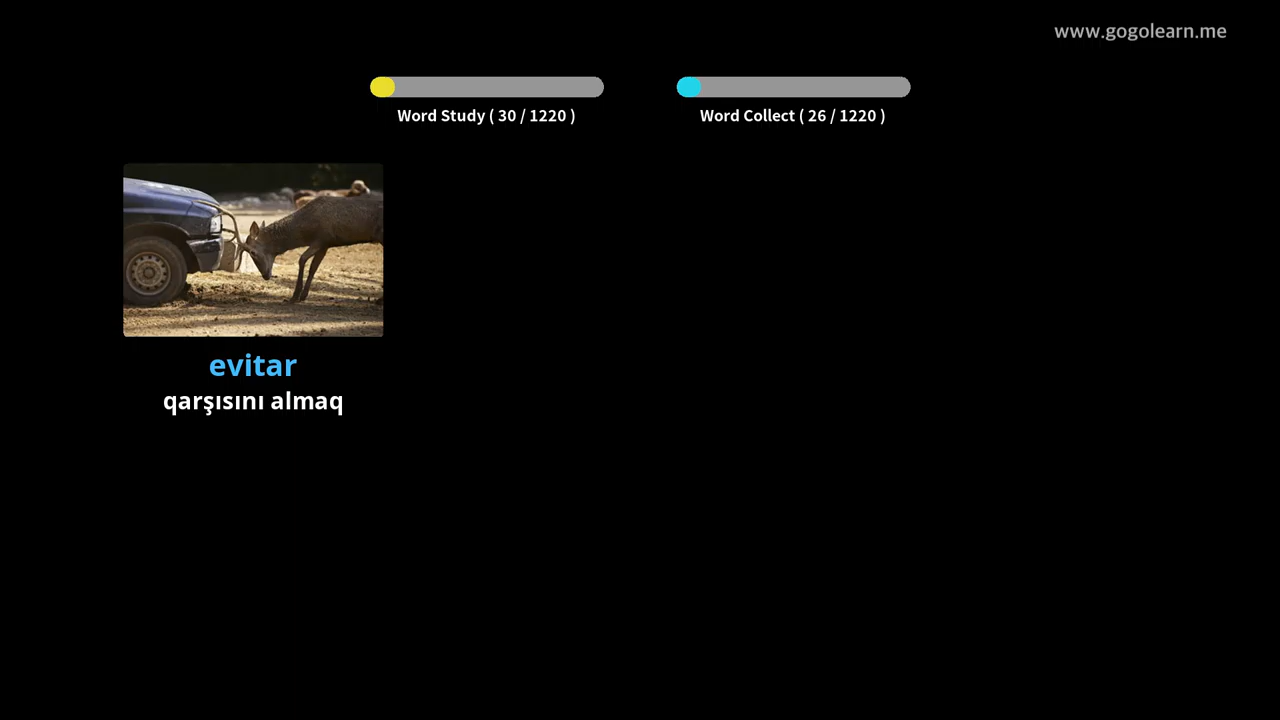 www.gogolearn.me
Word Study ( 30 / 1220 )
Word Collect ( 26 / 1220 )
evitar
qarşısını almaq